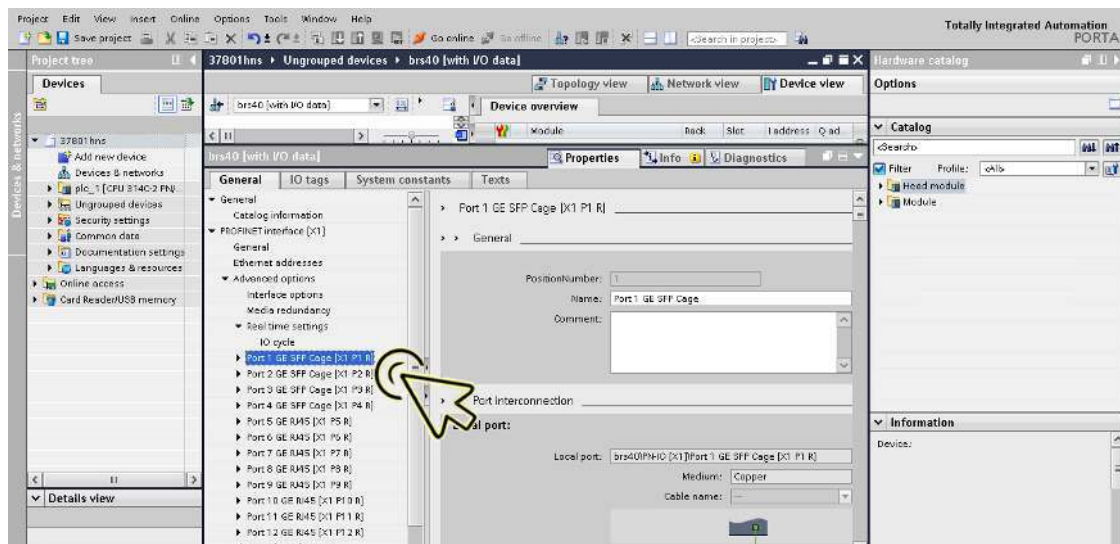 Project Edit View Insert Online Options Tools Window Help
Totally Integrated Automation
PORTA
Save project Go online Go offline <Search in project>
Project tree
37801hns ▸ Ungrouped devices ▸ brs40 [with I/O data]
Hardware catalog
Devices
Topology view Network view Device view
Options
brs40 [with I/O data]
Device overview
Module Rack Slot I address Q ad
Catalog
37801hns
Add new device
Devices & networks
plc_1 [CPU 314C-2 PN/
Ungrouped devices
Security settings
Common data
Documentation settings
Languages & resources
Online access
Card Reader/USB memory
Devices & networks
Details view
brs40 [with I/O data]
Properties Info Diagnostics
General IO tags System constants Texts
General
Catalog information
PROFINET interface [X1]
General
Ethernet addresses
Advanced options
Interface options
Media redundancy
Real time settings
IO cycle
Port 1 GE SFP Cage [X1 P1 R]
Port 2 GE SFP Cage [X1 P2 R]
Port 3 GE SFP Cage [X1 P3 R]
Port 4 GE SFP Cage [X1 P4 R]
Port 5 GE RJ45 [X1 P5 R]
Port 6 GE RJ45 [X1 P6 R]
Port 7 GE RJ45 [X1 P7 R]
Port 8 GE RJ45 [X1 P8 R]
Port 9 GE RJ45 [X1 P9 R]
Port 10 GE RJ45 [X1 P10 R]
Port 11 GE RJ45 [X1 P11 R]
Port 12 GE RJ45 [X1 P12 R]
Port 1 GE SFP Cage [X1 P1 R]
General
PositionNumber: 1
Name: Port 1 GE SFP Cage
Comment:
Port interconnection
port:
Local port: brs40\PN-IO [X1]\Port 1 GE SFP Cage [X1 P1 R]
Medium: Copper
Cable name: ---
<Search>
Filter Profile: <All>
Head module
Module
Information
Device: